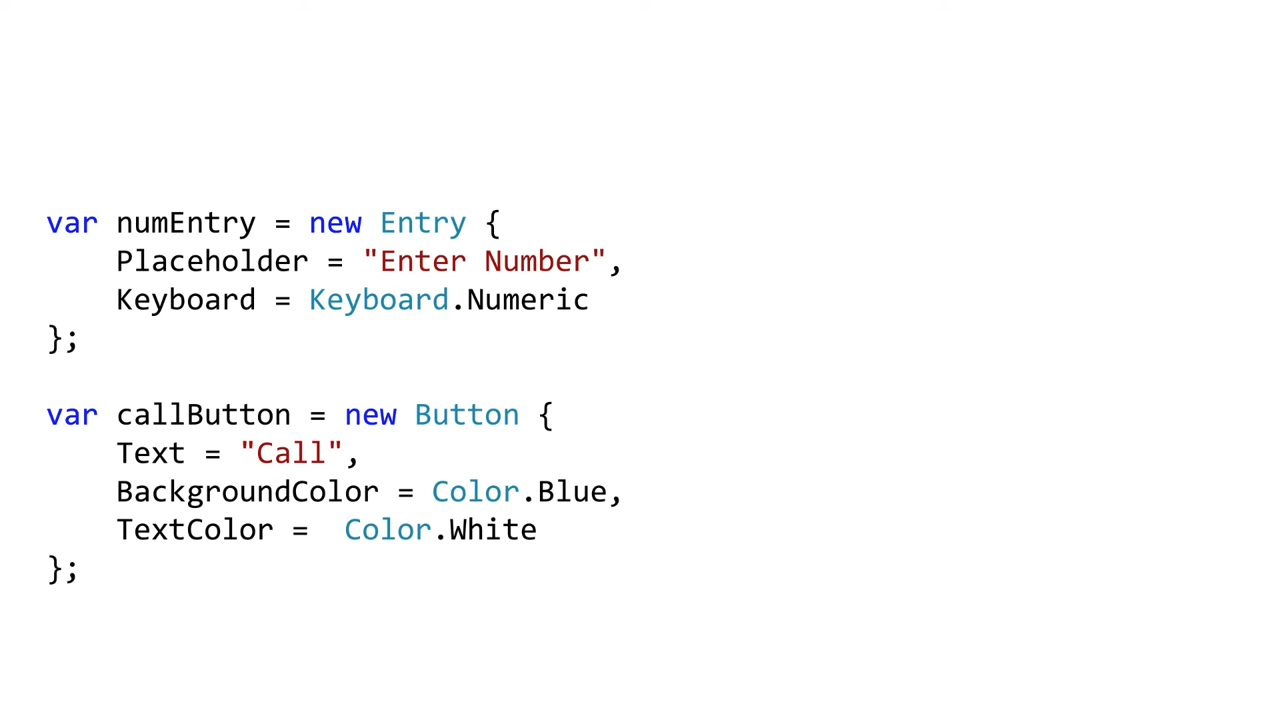 var numEntry = new Entry {
    Placeholder = "Enter Number",
    Keyboard = Keyboard.Numeric
};

var callButton = new Button {
    Text = "Call",
    BackgroundColor = Color.Blue,
    TextColor =  Color.White
};